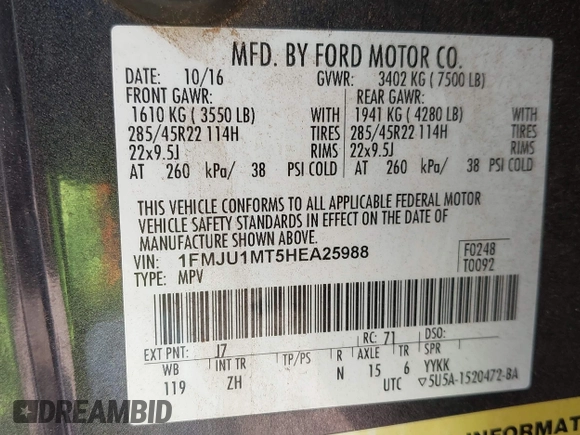 MFD. BY FORD MOTOR CO.
DATE: 10/16 GVWR: 3402 KG ( 7500 LB)
FRONT GAWR: REAR GAWR:
1610 KG ( 3550 LB) WITH 1941 KG ( 4280 LB) WITH
285/45R22 114H TIRES 285/45R22 114H TIRES
22x9.5J RIMS 22x9.5J RIMS
AT 260 kPa/ 38 PSI COLD AT 260 kPa/ 38 PSI COLD
THIS VEHICLE CONFORMS TO ALL APPLICABLE FEDERAL MOTOR
VEHICLE SAFETY STANDARDS IN EFFECT ON THE DATE OF
MANUFACTURE SHOWN ABOVE.
VIN: 1FMJU1MT5HEA25988 F0248
TYPE: MPV T0092
EXT PNT: J7 RC: 71 DSO:
WB INT TR TP/PS R AXLE TR SPR
119 ZH N 15 6 YYKK
UTC ▽5U5A-1520472-BA
DREAMBID
INFORMAT